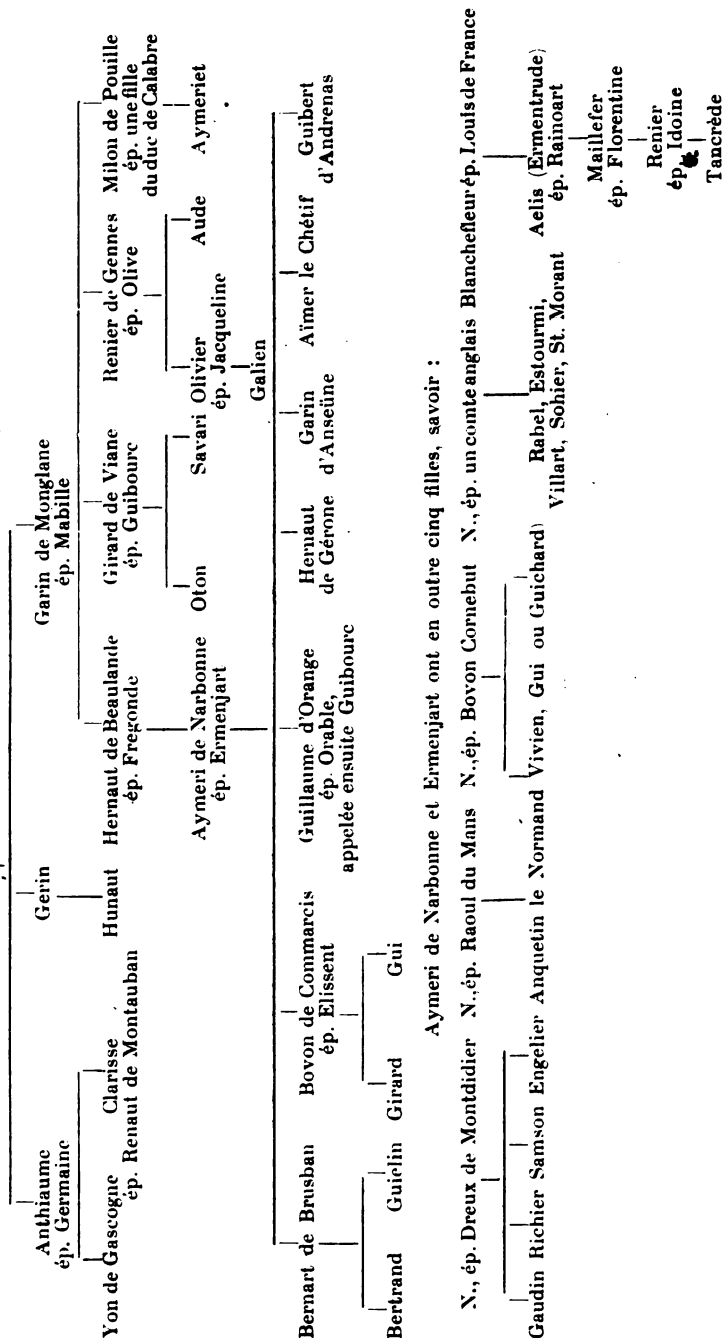 Anthiaume Gerin Garin de Monglane
ép. Germaine ép. Mabille
Yon de Gascogne Clarisse Hunaut Hernaut de Beaulande Girard de Viane Renier de Gennes Milon de Pouille
ép. Renaut de Montauban ép. Fregonde ép. Guibourc ép. Olive ép. une fille
du duc de Calabre
Aymeri de Narbonne Oton Savari Olivier Aude Aymeriet
ép. Ermenjart ép. Jacqueline
Galien
Bernart de Brusban Bovon de Commarcis Guillaume d'Orange Hernaut Garin Aïmer le Chétif Guibert
ép. Elissent ép. Orable, de Gérone d'Anseüne d'Andrenas
appelée ensuite Guibourc
Bertrand Guielin Girard Gui
Aymeri de Narbonne et Ermenjart ont en outre cinq filles, savoir :
N., ép. Dreux de Montdidier N., ép. Raoul du Mans N., ép. Bovon Cornebut N., ép. un comte anglais Blanchefleur ép. Louis de France
Gaudin Richier Samson Engelier Anquetin le Normand Vivien, Gui ou Guichard) Rabel, Estourmi, Aelis (Ermentrude)
Villart, Sohier, St. Morant ép. Rainoart
Maillefer
ép. Florentine
Renier
ép. Idoine
Tancrède